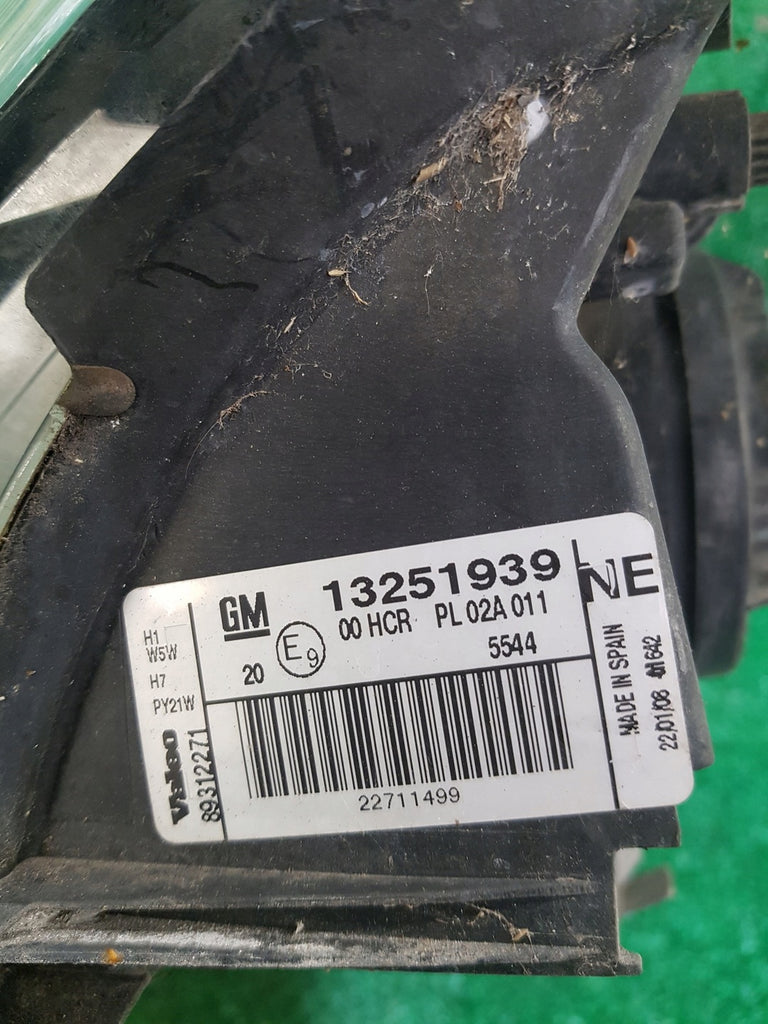 H1
W5W
H7
PY21W
Valeo
89312271
GM
13251939
20
E9
00 HCR PL 02A 011
5544
22711499
NE
MADE IN SPAIN
22/01/08